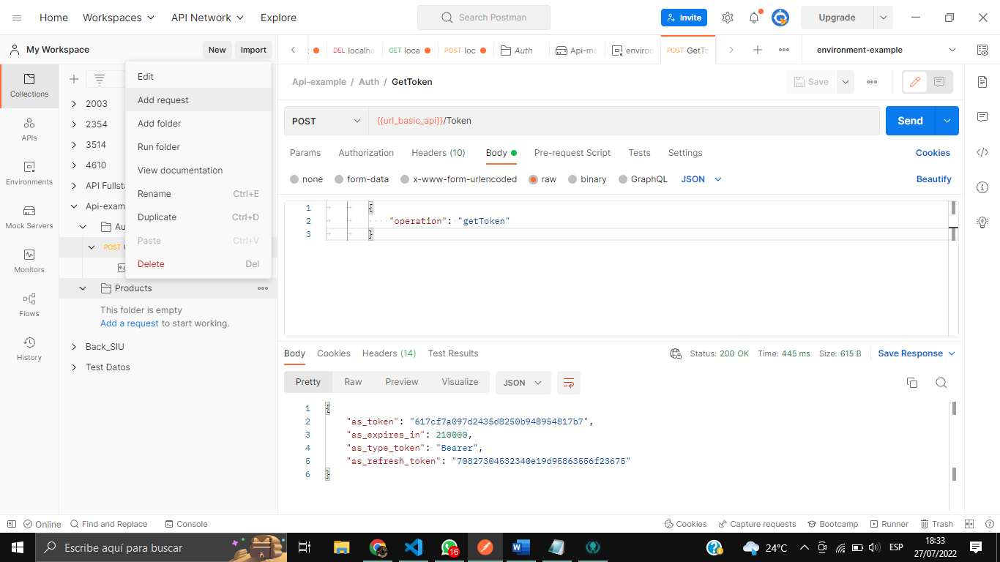 Home Workspaces API Network Explore Search Postman Invite Upgrade
My Workspace New Import
DEL localho GET loca POST loc Auth Api-mo environ POST GetTo environment-example
Collections
APIs
Environments
Mock Servers
Monitors
Flows
History
2003
2354
3514
4610
API Fullsta
Api-exam
Au
POST
Products
This folder is empty
Add a request to start working.
Back_SIU
Test Datos
Edit
Add request
Add folder
Run folder
View documentation
Rename Ctrl+E
Duplicate Ctrl+D
Paste Ctrl+V
Delete Del
Api-example / Auth / GetToken Save
POST {{url_basic_api}}/Token Send
Params Authorization Headers (10) Body Pre-request Script Tests Settings Cookies
none form-data x-www-form-urlencoded raw binary GraphQL JSON Beautify
1 {
2 "operation": "getToken"
3 }
Body Cookies Headers (14) Test Results Status: 200 OK Time: 445 ms Size: 615 B Save Response
Pretty Raw Preview Visualize JSON
1 {
2 "as_token": "617cf7a097d2435d8250b948954817b7",
3 "as_expires_in": 210000,
4 "as_type_token": "Bearer",
5 "as_refresh_token": "70827304532340e19d95863556f23675"
6 }
Online Find and Replace Console Cookies Capture requests Bootcamp Runner Trash
Escribe aquí para buscar 16 24°C ESP 18:33
27/07/2022